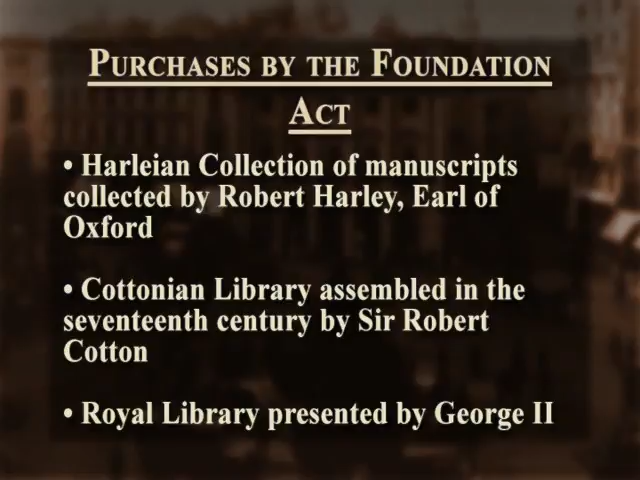 PURCHASES BY THE FOUNDATION
ACT
• Harleian Collection of manuscripts
collected by Robert Harley, Earl of
Oxford
• Cottonian Library assembled in the
seventeenth century by Sir Robert
Cotton
• Royal Library presented by George II